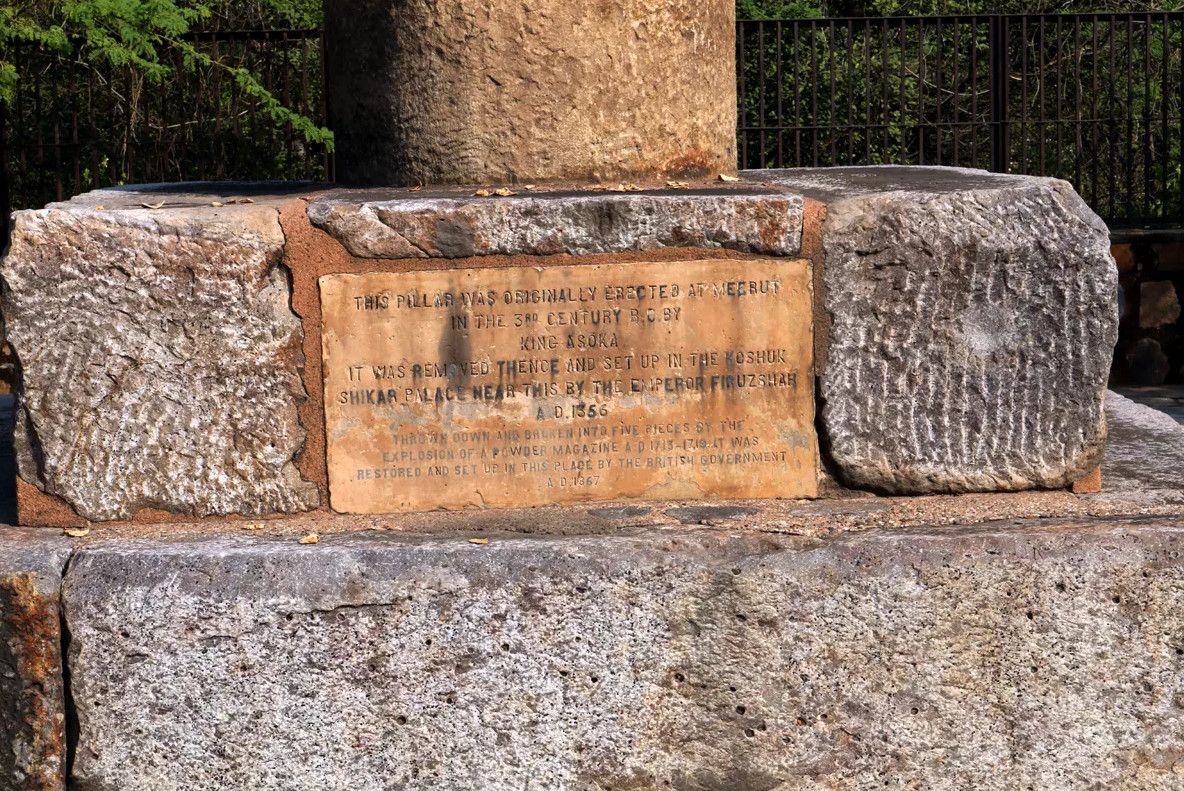 THIS PILLAR WAS ORIGINALLY ERECTED AT MEERUT
IN THE 3RD CENTURY B.C. BY
KING ASOKA
IT WAS REMOVED THENCE AND SET UP IN THE KOSHUK
SHIKAR PALACE NEAR THIS BY THE EMPEROR FIRUZSHAH
A.D. 1356
THROWN DOWN AND BROKEN INTO FIVE PIECES BY THE
EXPLOSION OF A POWDER MAGAZINE A.D. 1713-1719. IT WAS
RESTORED AND SET UP IN THIS PLACE BY THE BRITISH GOVERNMENT
A.D. 1867